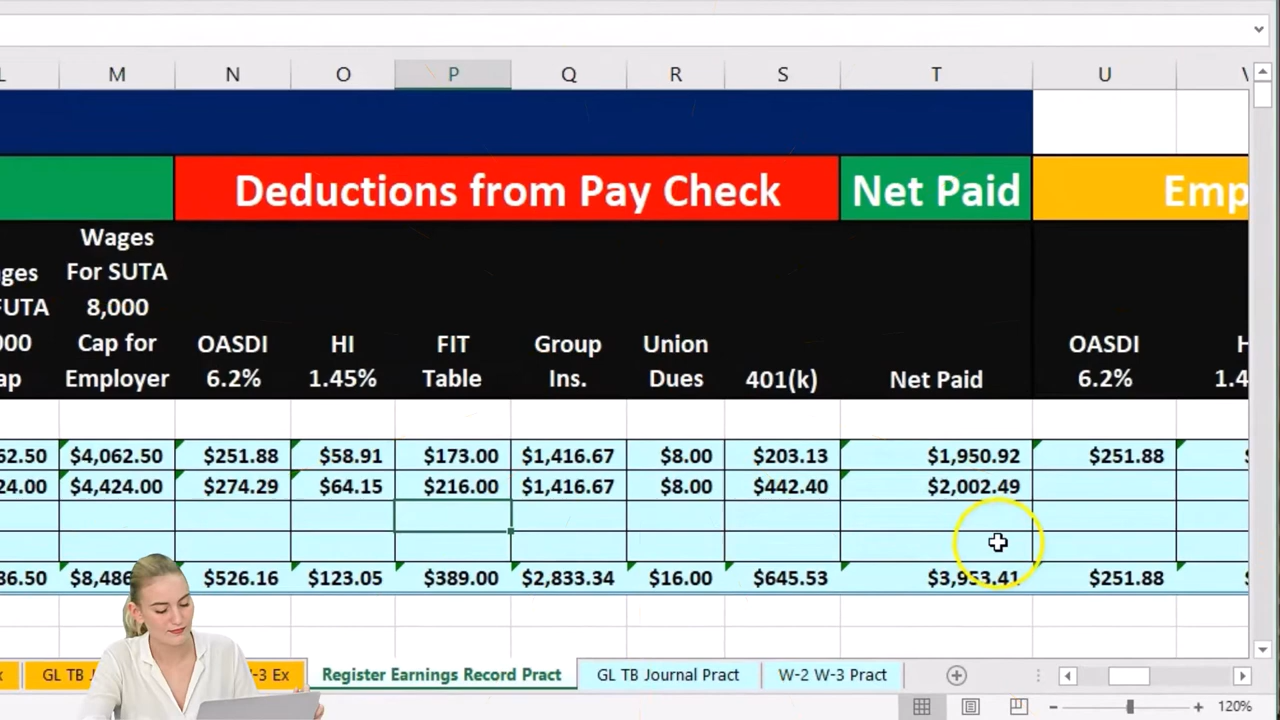 L M N O P Q R S T U V
Deductions from Pay Check Net Paid Emp
Wages
ges For SUTA
FUTA 8,000
000 Cap for OASDI HI FIT Group Union OASDI H
ap Employer 6.2% 1.45% Table Ins. Dues 401(k) Net Paid 6.2% 1.4
62.50 $4,062.50 $251.88 $58.91 $173.00 $1,416.67 $8.00 $203.13 $1,950.92 $251.88
24.00 $4,424.00 $274.29 $64.15 $216.00 $1,416.67 $8.00 $442.40 $2,002.49
86.50 $8,486 $526.16 $123.05 $389.00 $2,833.34 $16.00 $645.53 $3,953.41 $251.88
x GL TB J -3 Ex Register Earnings Record Pract GL TB Journal Pract W-2 W-3 Pract
120%